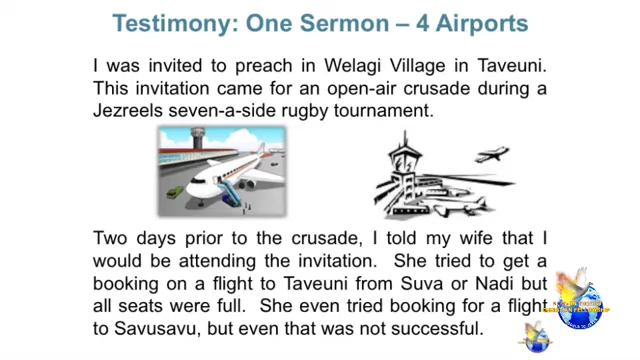 Testimony: One Sermon – 4 Airports
I was invited to preach in Welagi Village in Taveuni.
This invitation came for an open-air crusade during a
Jezreels seven-a-side rugby tournament.
Two days prior to the crusade, I told my wife that I
would be attending the invitation. She tried to get a
booking on a flight to Taveuni from Suva or Nadi but
all seats were full. She even tried booking for a flight
to Savusavu, but even that was not successful.